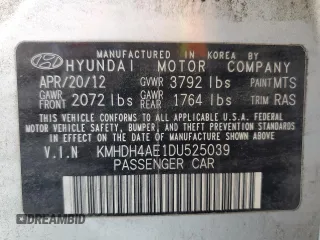 MANUFACTURED IN KOREA BY
HYUNDAI MOTOR COMPANY
APR/20/12 GVWR 3792 lbs PAINT MTS
GAWR FRONT 2072 lbs GAWR REAR 1764 lbs TRIM RAS
THIS VEHICLE CONFORMS TO ALL APPLICABLE FEDERAL MOTOR VEHICLE SAFETY, BUMPER, AND THEFT PREVENTION STANDARDS IN EFFECT ON THE DATE OF MANUFACTURE SHOWN ABOVE.
V.I.N KMHDH4AE1DU525039
PASSENGER CAR
DREAMBID